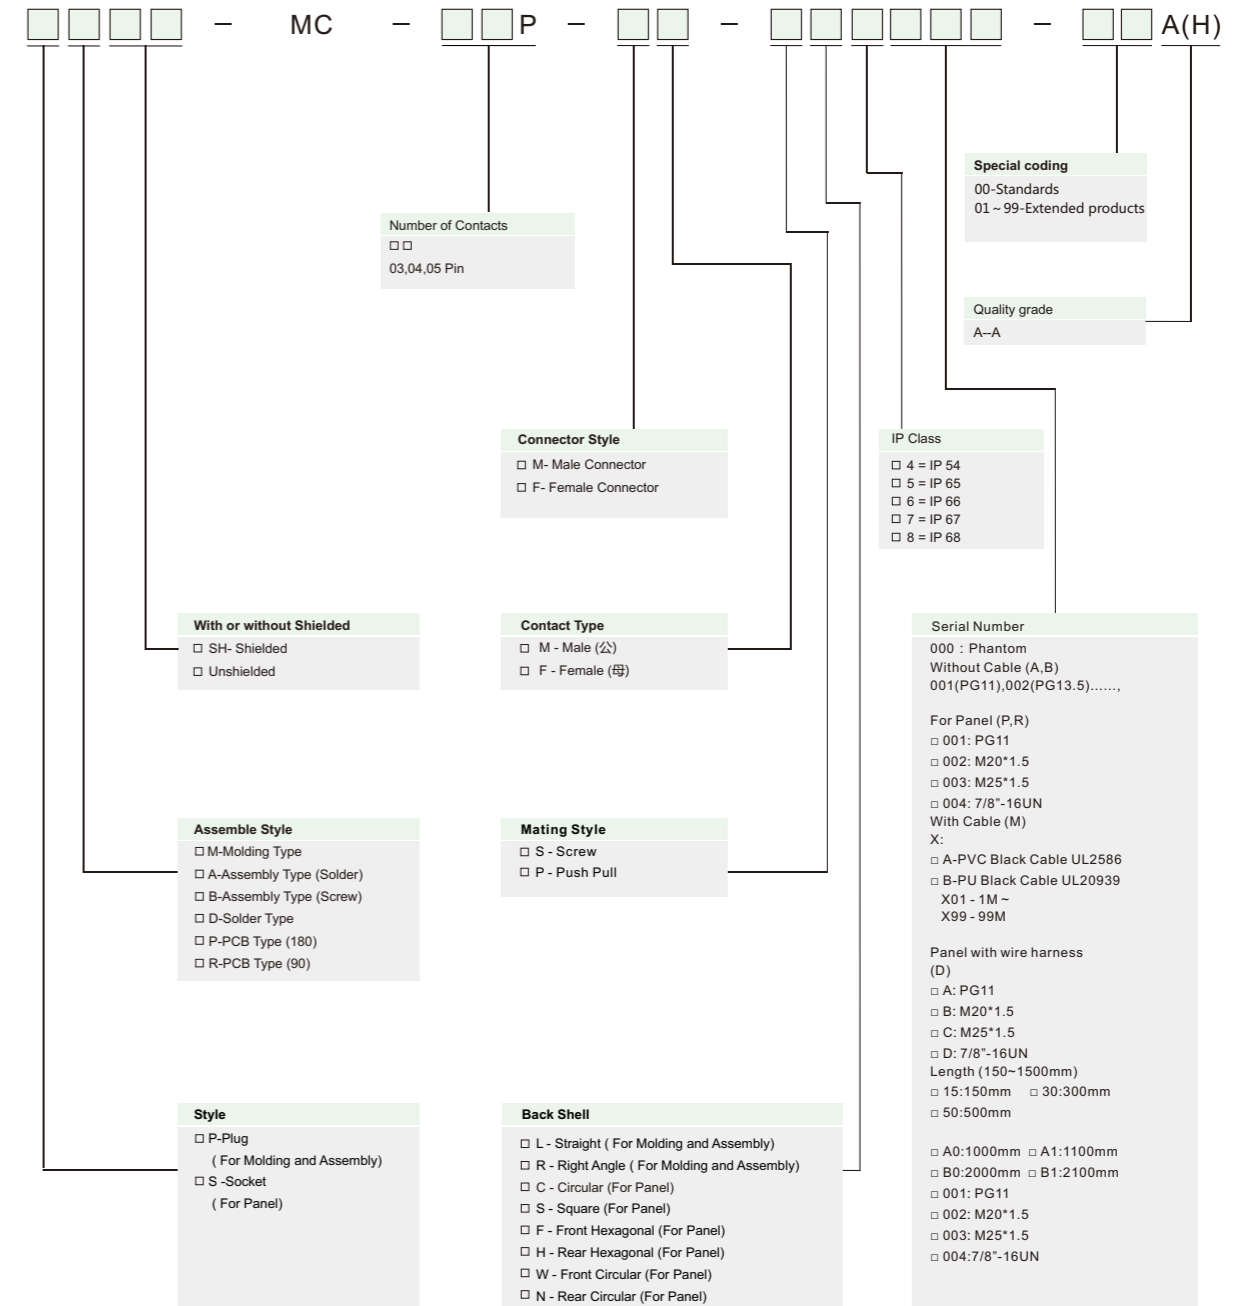 — MC — P — — — A(H)
Special coding
00-Standards
01～99-Extended products
Number of Contacts
□ □
03,04,05 Pin
Quality grade
A--A
Connector Style
□ M- Male Connector
□ F- Female Connector
IP Class
□ 4 = IP 54
□ 5 = IP 65
□ 6 = IP 66
□ 7 = IP 67
□ 8 = IP 68
With or without Shielded
□ SH- Shielded
□ Unshielded
Contact Type
□ M - Male (公)
□ F - Female (母)
Serial Number
000 : Phantom
Without Cable (A,B)
001(PG11),002(PG13.5)......,
For Panel (P,R)
□ 001: PG11
□ 002: M20*1.5
□ 003: M25*1.5
□ 004: 7/8”-16UN
With Cable (M)
X:
□ A-PVC Black Cable UL2586
□ B-PU Black Cable UL20939
X01 - 1M ~
X99 - 99M
Panel with wire harness
(D)
□ A: PG11
□ B: M20*1.5
□ C: M25*1.5
□ D: 7/8”-16UN
Length (150~1500mm)
□ 15:150mm □ 30:300mm
□ 50:500mm
□ A0:1000mm □ A1:1100mm
□ B0:2000mm □ B1:2100mm
□ 001: PG11
□ 002: M20*1.5
□ 003: M25*1.5
□ 004:7/8”-16UN
Assemble Style
□ M-Molding Type
□ A-Assembly Type (Solder)
□ B-Assembly Type (Screw)
□ D-Solder Type
□ P-PCB Type (180)
□ R-PCB Type (90)
Mating Style
□ S - Screw
□ P - Push Pull
Style
□ P-Plug
( For Molding and Assembly)
□ S -Socket
( For Panel)
Back Shell
□ L - Straight ( For Molding and Assembly)
□ R - Right Angle ( For Molding and Assembly)
□ C - Circular (For Panel)
□ S - Square (For Panel)
□ F - Front Hexagonal (For Panel)
□ H - Rear Hexagonal (For Panel)
□ W - Front Circular (For Panel)
□ N - Rear Circular (For Panel)